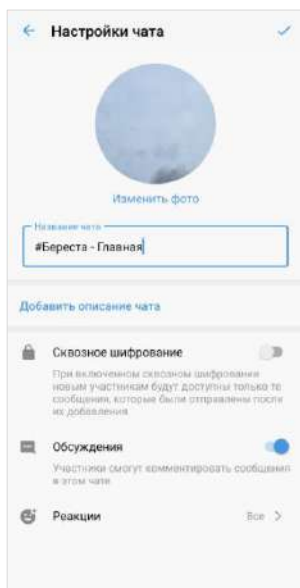 Настройки чата
Изменить фото
Название чата
#Береста - Главная
Добавить описание чата
Сквозное шифрование
При включенном сквозном шифровании
новым участникам будут доступны только те
сообщения, которые были отправлены после
их добавления
Обсуждения
Участники смогут комментировать сообщения
в этом чате
Реакции
Все